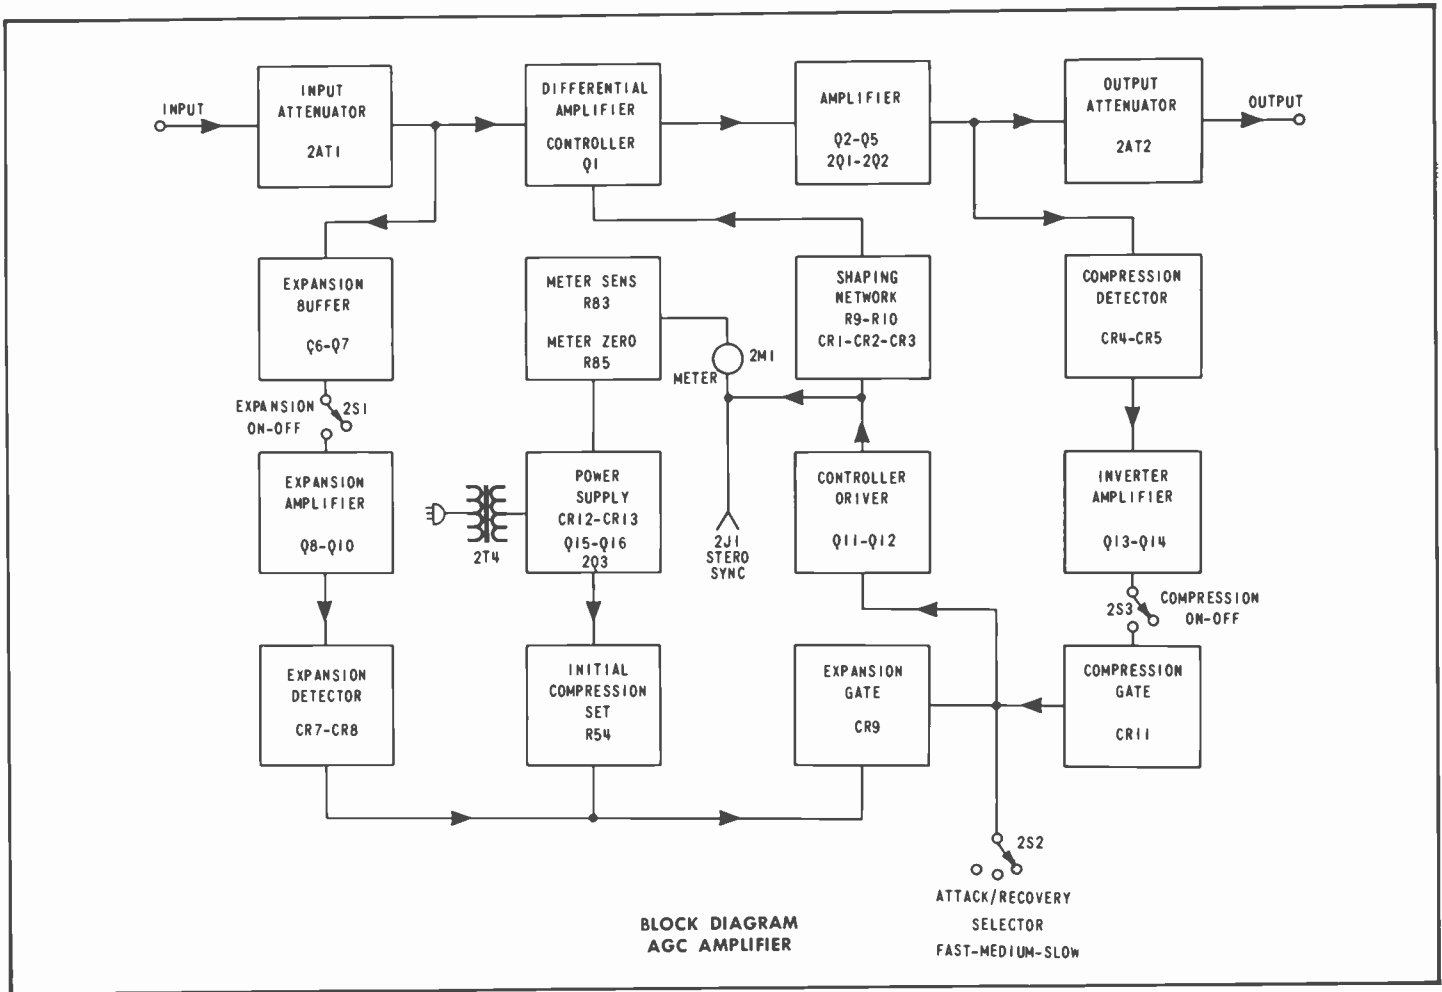 INPUT
INPUT
ATTENUATOR
2AT1
DIFFERENTIAL
AMPLIFIER
CONTROLLER
Q1
AMPLIFIER
Q2-Q5
2Q1-2Q2
OUTPUT
ATTENUATOR
2AT2
OUTPUT
EXPANSION
BUFFER
Q6-Q7
METER SENS
R83
METER ZERO
R85
2M1
METER
SHAPING
NETWORK
R9-R10
CR1-CR2-CR3
COMPRESSION
DETECTOR
CR4-CR5
EXPANSION
ON-OFF
2S1
EXPANSION
AMPLIFIER
Q8-Q10
2T4
POWER
SUPPLY
CR12-CR13
Q15-Q16
2Q3
2J1
STERO
SYNC
CONTROLLER
DRIVER
Q11-Q12
INVERTER
AMPLIFIER
Q13-Q14
2S3
COMPRESSION
ON-OFF
EXPANSION
DETECTOR
CR7-CR8
INITIAL
COMPRESSION
SET
R54
EXPANSION
GATE
CR9
COMPRESSION
GATE
CR11
2S2
ATTACK/RECOVERY
SELECTOR
FAST-MEDIUM-SLOW
BLOCK DIAGRAM
AGC AMPLIFIER